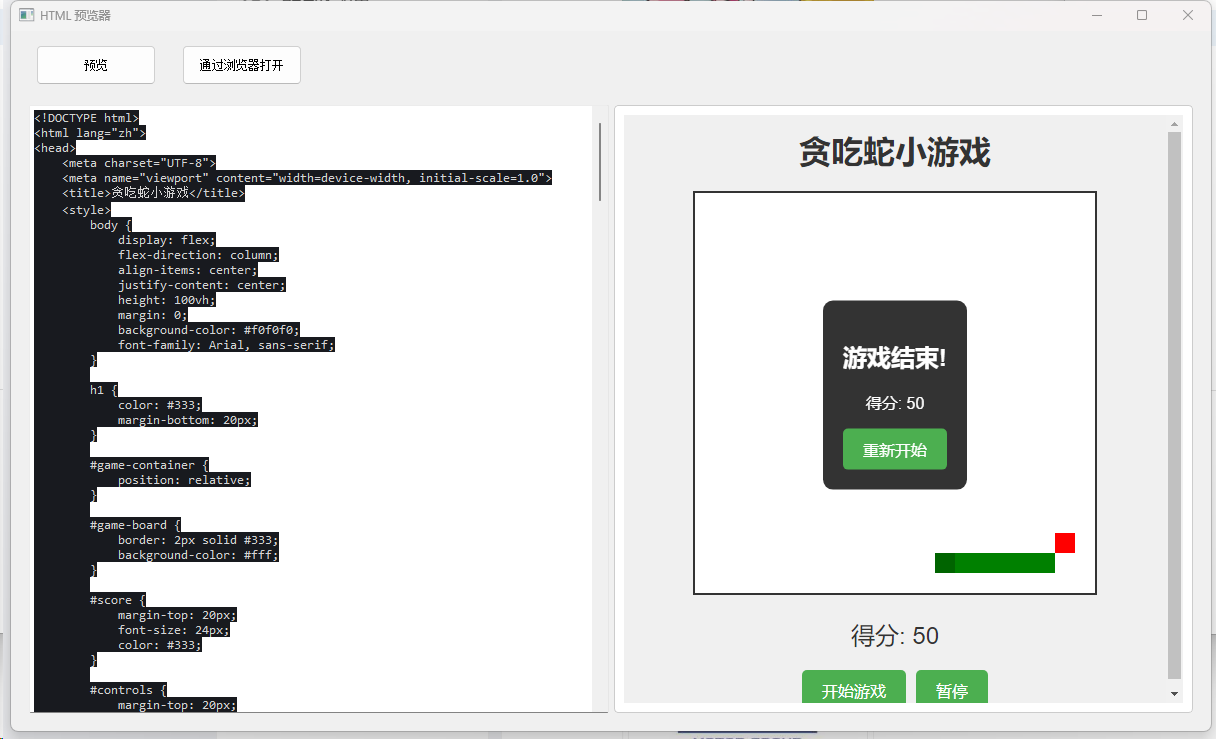 HTML 预览器
预览
通过浏览器打开
<!DOCTYPE html>
<html lang="zh">
<head>
    <meta charset="UTF-8">
    <meta name="viewport" content="width=device-width, initial-scale=1.0">
    <title>贪吃蛇小游戏</title>
    <style>
        body {
            display: flex;
            flex-direction: column;
            align-items: center;
            justify-content: center;
            height: 100vh;
            margin: 0;
            background-color: #f0f0f0;
            font-family: Arial, sans-serif;
        }
        h1 {
            color: #333;
            margin-bottom: 20px;
        }
        #game-container {
            position: relative;
        }
        #game-board {
            border: 2px solid #333;
            background-color: #fff;
        }
        #score {
            margin-top: 20px;
            font-size: 24px;
            color: #333;
        }
        #controls {
            margin-top: 20px;
贪吃蛇小游戏
游戏结束!
得分: 50
重新开始
得分: 50
开始游戏
暂停